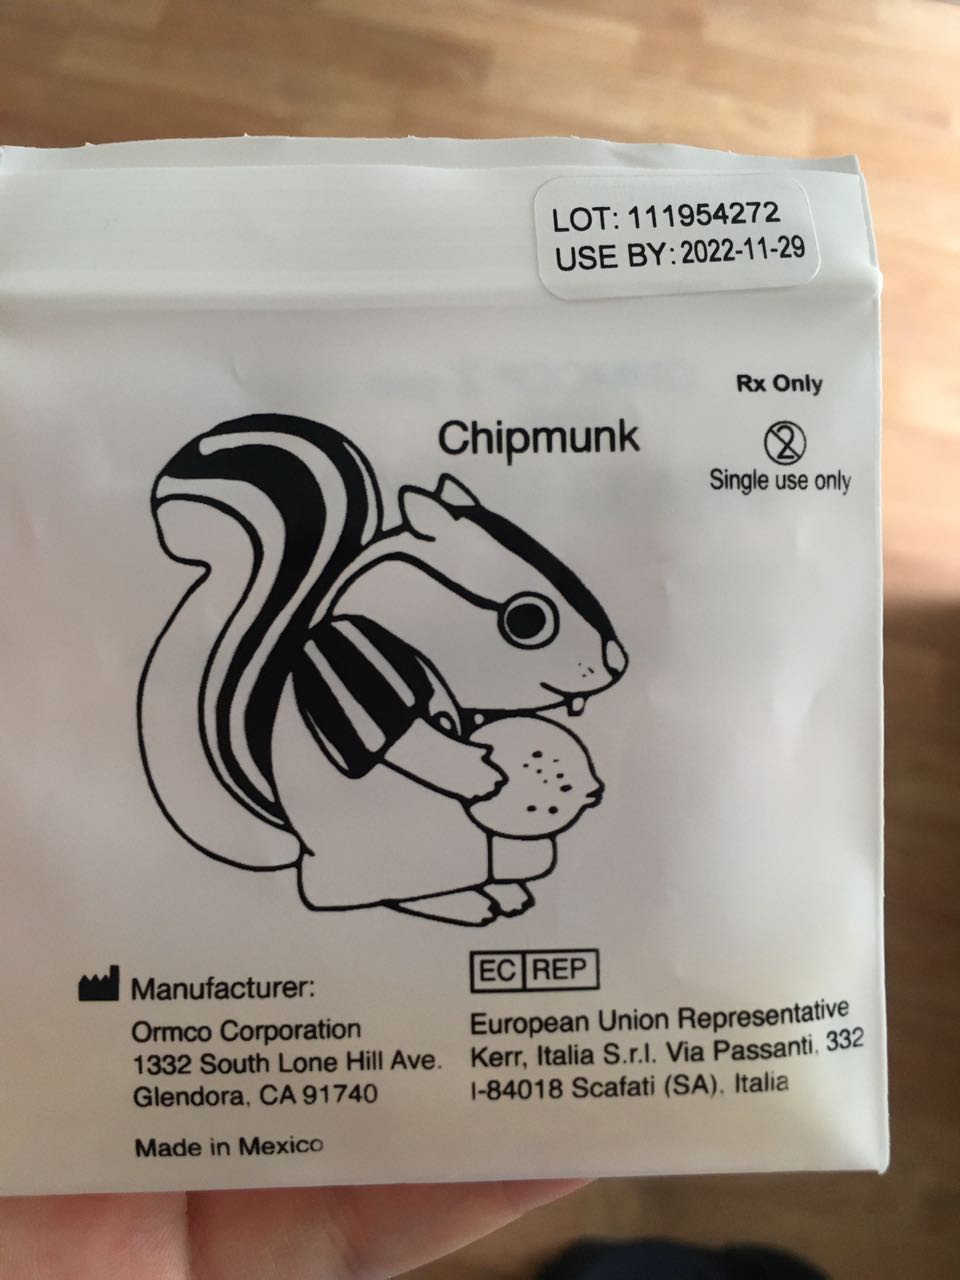 LOT: 111954272
USE BY: 2022-11-29
Rx Only
Chipmunk
2
Single use only
Manufacturer:
Ormco Corporation
1332 South Lone Hill Ave.
Glendora, CA 91740
Made in Mexico
EC REP
European Union Representative
Kerr, Italia S.r.l. Via Passanti, 332
I-84018 Scafati (SA), Italia